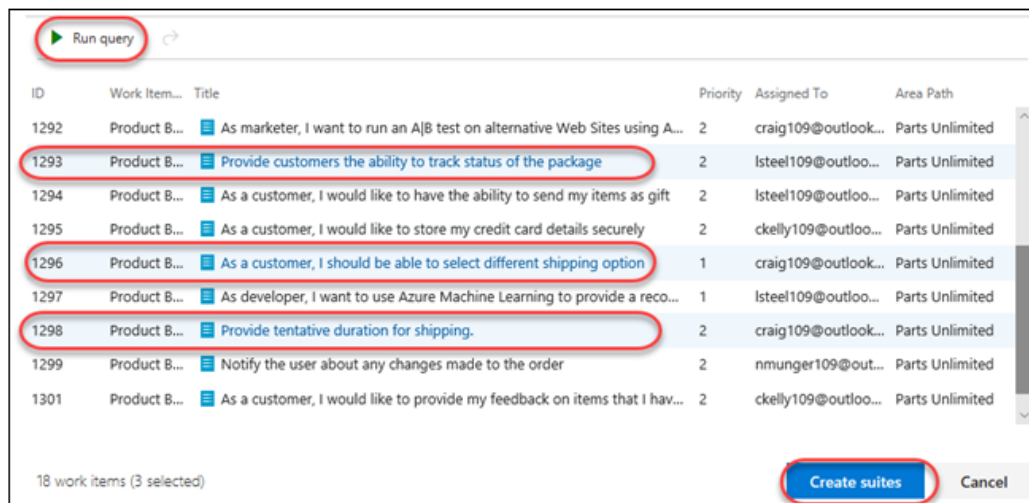 Run query
ID Work Item... Title Priority Assigned To Area Path
1292 Product B... As marketer, I want to run an A|B test on alternative Web Sites using A... 2 craig109@outlook... Parts Unlimited
1293 Product B... Provide customers the ability to track status of the package 2 lsteel109@outloo... Parts Unlimited
1294 Product B... As a customer, I would like to have the ability to send my items as gift 2 lsteel109@outloo... Parts Unlimited
1295 Product B... As a customer, I would like to store my credit card details securely 2 ckelly109@outloo... Parts Unlimited
1296 Product B... As a customer, I should be able to select different shipping option 1 craig109@outlook... Parts Unlimited
1297 Product B... As developer, I want to use Azure Machine Learning to provide a reco... 1 lsteel109@outloo... Parts Unlimited
1298 Product B... Provide tentative duration for shipping. 2 craig109@outlook... Parts Unlimited
1299 Product B... Notify the user about any changes made to the order 2 nmunger109@out... Parts Unlimited
1301 Product B... As a customer, I would like to provide my feedback on items that I hav... 2 ckelly109@outloo... Parts Unlimited
18 work items (3 selected) Create suites Cancel